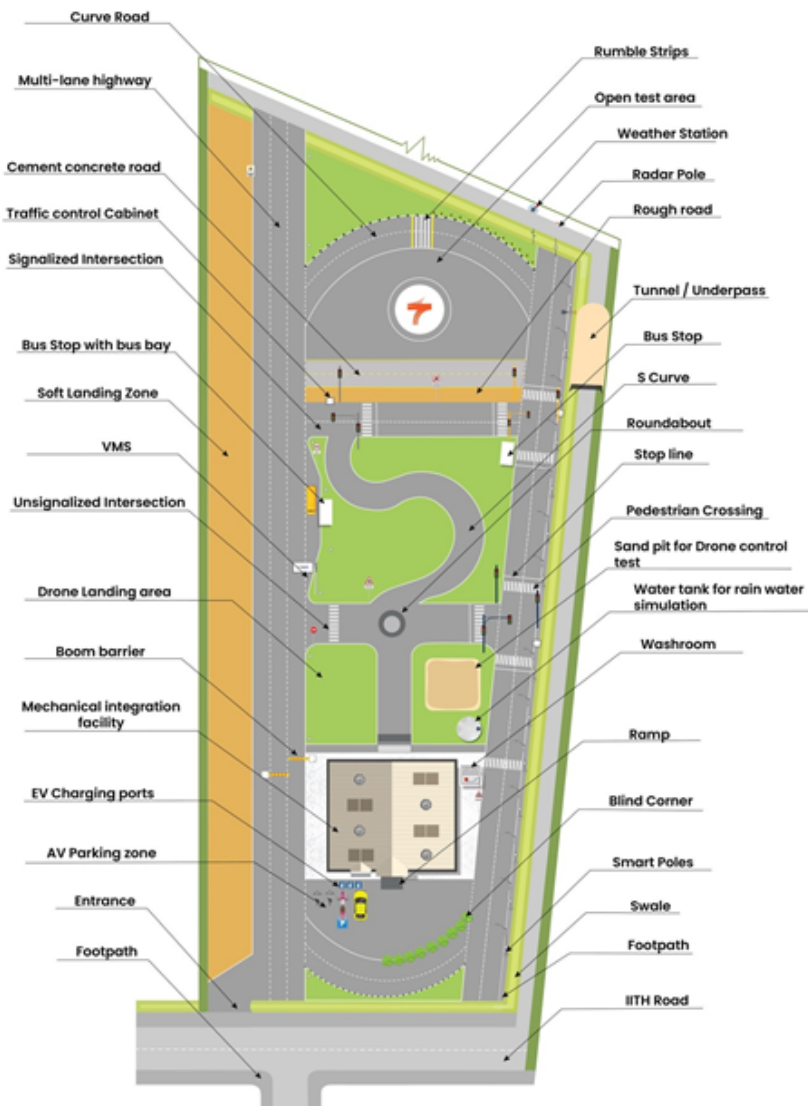 Curve Road
Multi-lane highway
Cement concrete road
Traffic control Cabinet
Signalized Intersection
Bus Stop with bus bay
Soft Landing Zone
VMS
Unsignalized Intersection
Drone Landing area
Boom barrier
Mechanical integration
facility
EV Charging ports
AV Parking zone
Entrance
Footpath
Rumble Strips
Open test area
Weather Station
Radar Pole
Rough road
Tunnel / Underpass
Bus Stop
S Curve
Roundabout
Stop line
Pedestrian Crossing
Sand pit for Drone control
test
Water tank for rain water
simulation
Washroom
Ramp
Blind Corner
Smart Poles
Swale
Footpath
IITH Road